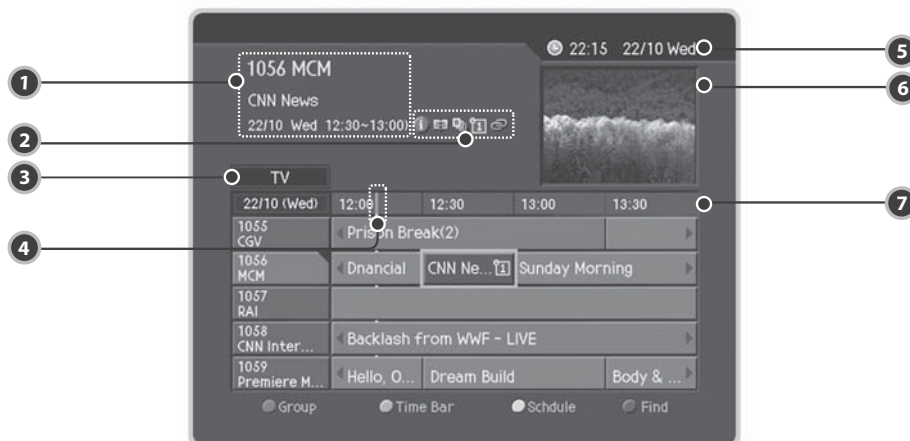 22:15 22/10 Wed
1056 MCM
CNN News
22/10 Wed 12:30~13:00)
TV
22/10 (Wed) 12:00 12:30 13:00 13:30
1055 CGV
Prison Break(2)
1056 MCM
Dnancial CNN Ne... 1 Sunday Morning
1057 RAI
1058 CNN Inter...
Backlash from WWF - LIVE
1059 Premiere M...
Hello, O... Dream Build Body & ...
Group Time Bar Schdule Find
1
2
3
4
5
6
7